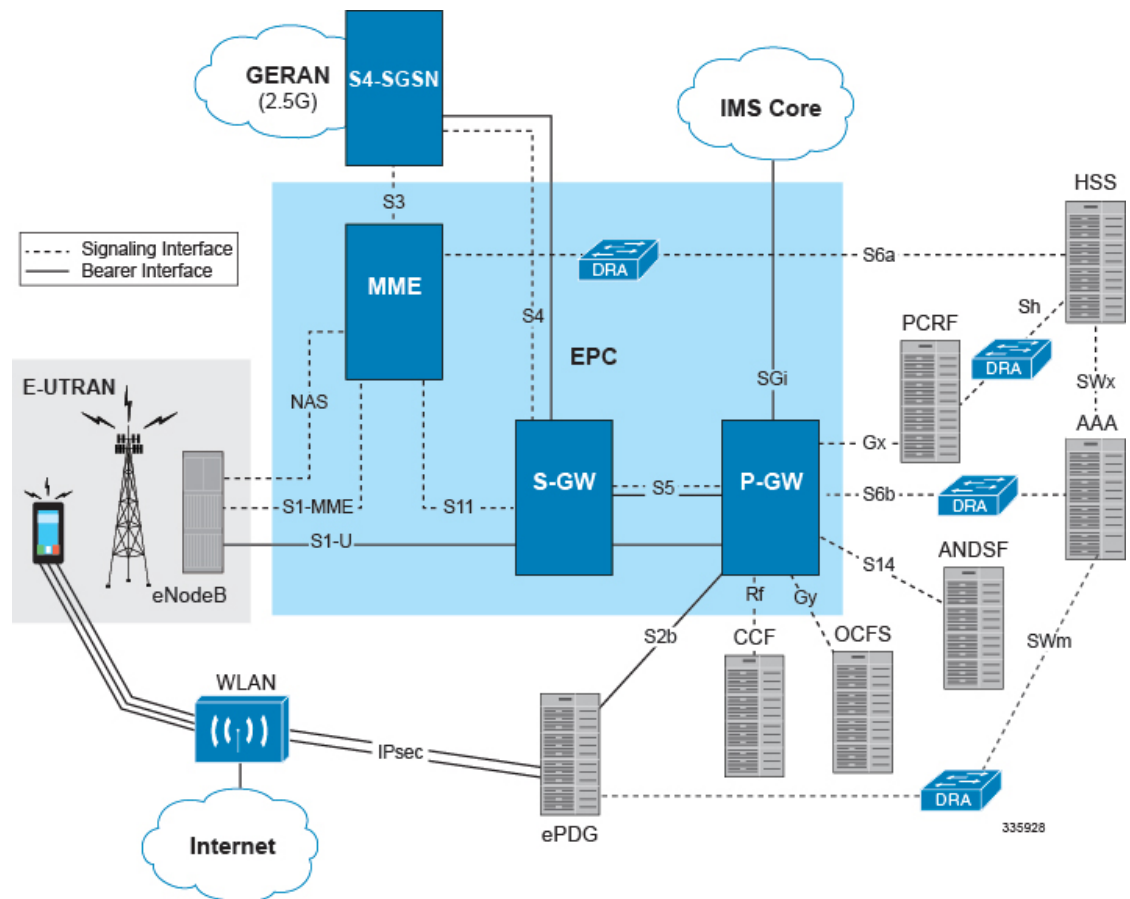 GERAN
(2.5G)
S4-SGSN
IMS Core
HSS
S3
Signaling Interface
Bearer Interface
MME
DRA
S6a
S4
Sh
PCRF
EPC
DRA
E-UTRAN
NAS
SGi
SWx
AAA
Gx
S-GW
S5
P-GW
S6b
DRA
S1-MME
S11
S1-U
S14
ANDSF
eNodeB
Rf
Gy
S2b
CCF
OCFS
SWm
WLAN
IPsec
DRA
ePDG
335928
Internet